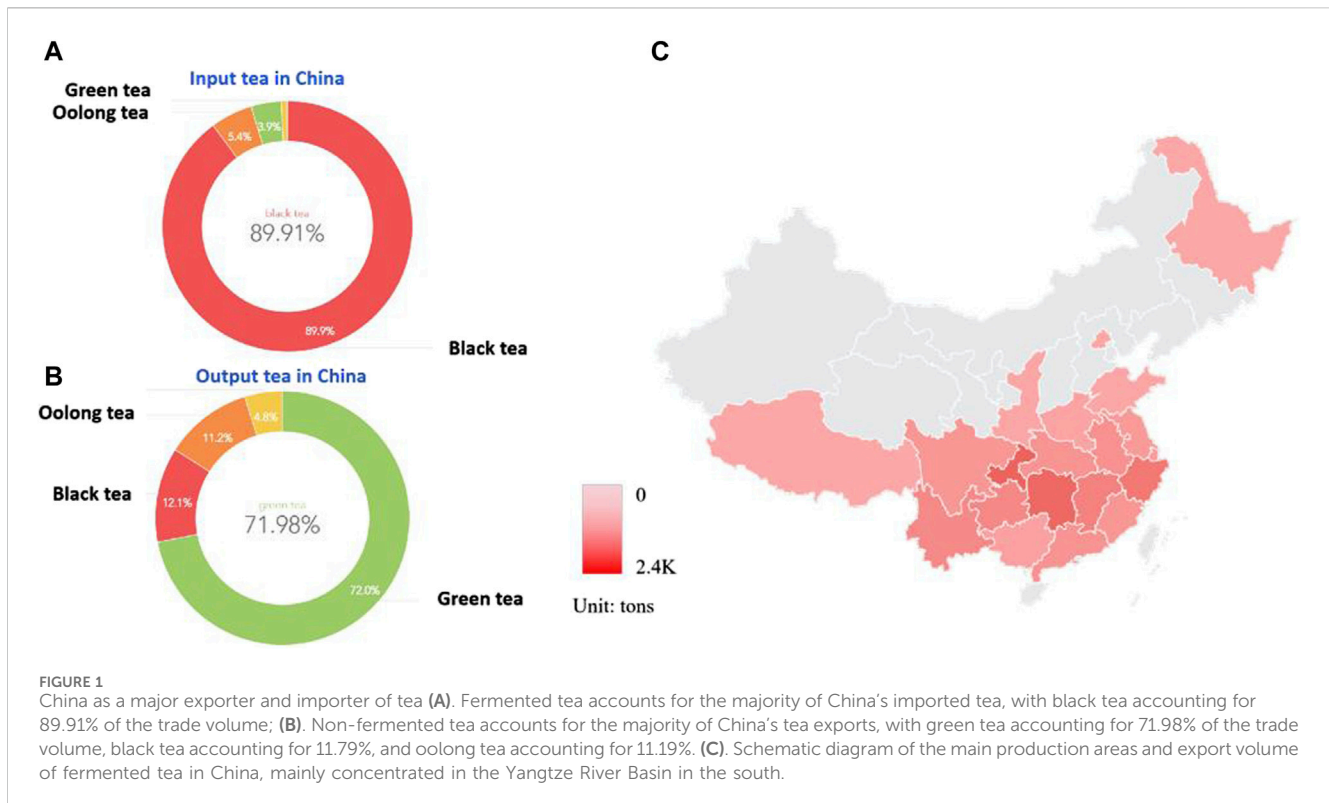 A
Input tea in China
Green tea
Oolong tea
5.4%
3.9%
black tea
89.91%
89.9%
Black tea
B
Output tea in China
Oolong tea
4.8%
11.2%
Black tea
12.1%
green tea
71.98%
72.0%
Green tea
C
0
2.4K
Unit: tons
FIGURE 1
China as a major exporter and importer of tea (A). Fermented tea accounts for the majority of China's imported tea, with black tea accounting for
89.91% of the trade volume; (B). Non-fermented tea accounts for the majority of China's tea exports, with green tea accounting for 71.98% of the trade
volume, black tea accounting for 11.79%, and oolong tea accounting for 11.19%. (C). Schematic diagram of the main production areas and export volume
of fermented tea in China, mainly concentrated in the Yangtze River Basin in the south.